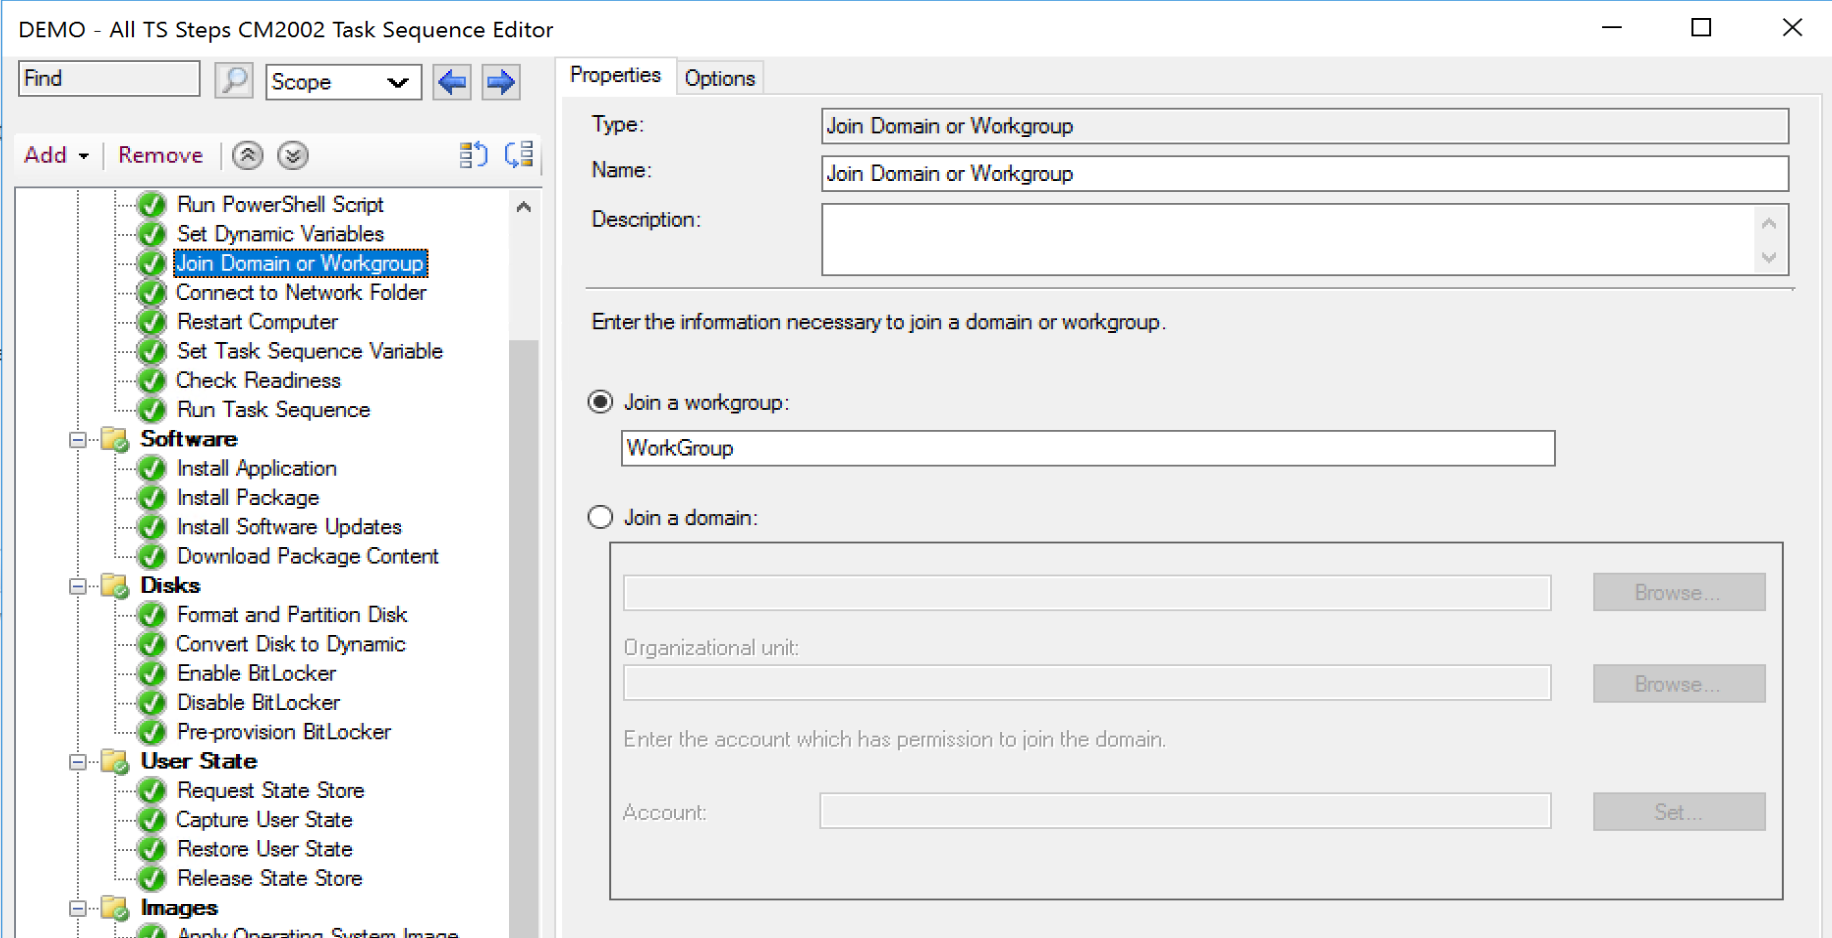 DEMO - All TS Steps CM2002 Task Sequence Editor
Find
Scope
Add
Remove
Run PowerShell Script
Set Dynamic Variables
Join Domain or Workgroup
Connect to Network Folder
Restart Computer
Set Task Sequence Variable
Check Readiness
Run Task Sequence
Software
Install Application
Install Package
Install Software Updates
Download Package Content
Disks
Format and Partition Disk
Convert Disk to Dynamic
Enable BitLocker
Disable BitLocker
Pre-provision BitLocker
User State
Request State Store
Capture User State
Restore User State
Release State Store
Images
Apply Operating System Image
Properties
Options
Type:
Join Domain or Workgroup
Name:
Join Domain or Workgroup
Description:
Enter the information necessary to join a domain or workgroup.
Join a workgroup:
WorkGroup
Join a domain:
Browse...
Organizational unit:
Browse...
Enter the account which has permission to join the domain.
Account:
Set...